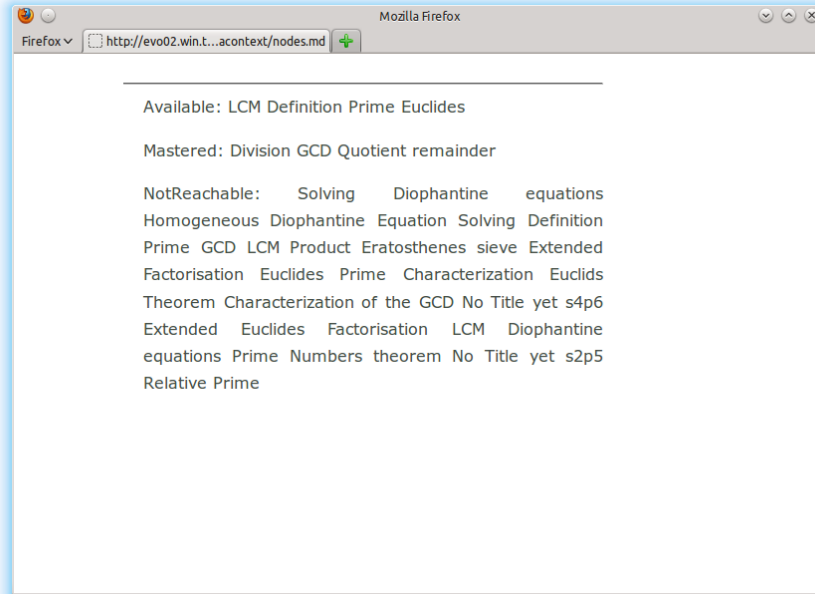 Mozilla Firefox
Firefox
http://evo02.win.t...acontext/nodes.md
Available: LCM Definition Prime Euclides
Mastered: Division GCD Quotient remainder
NotReachable: Solving Diophantine equations
Homogeneous Diophantine Equation Solving Definition
Prime GCD LCM Product Eratosthenes sieve Extended
Factorisation Euclides Prime Characterization Euclids
Theorem Characterization of the GCD No Title yet s4p6
Extended Euclides Factorisation LCM Diophantine
equations Prime Numbers theorem No Title yet s2p5
Relative Prime